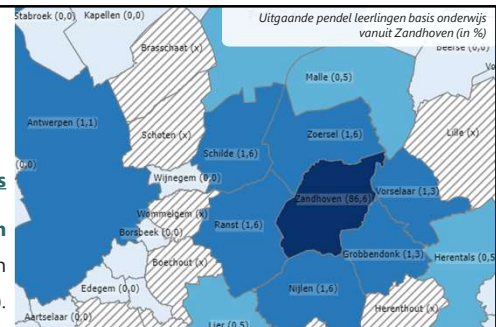 Uitgaande pendel leerlingen basis onderwijs
vanuit Zandhoven (in %)
Stabroek (0,0)
Kapellen (0,0)
Brasschaat (x)
Beerse (0,0)
Malle (0,5)
Antwerpen (1,1)
Schoten (x)
Zoersel (1,6)
Lille (x)
Schilde (1,6)
(0,0)
Wijnegem (0,0)
s
Zandhoven (86,6)
Vorselaar (1,3)
Wommelgem (x)
Borsbeek (0,0)
Ranst (1,6)
n
Boechout (x)
Grobbendonk (1,3)
Herentals (0,5
n
Edegem (0,0)
Nijlen (1,6)
).
Aartselaar (0,0)
Lier (0,5)
Herenthout (x)